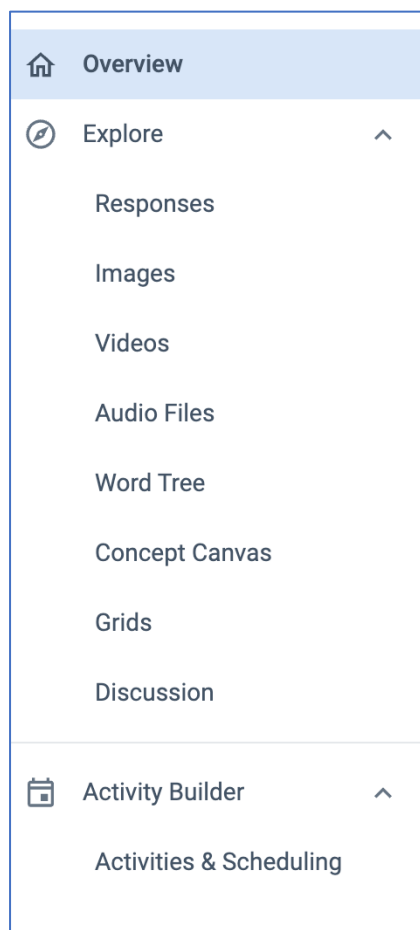 Overview
Explore
Responses
Images
Videos
Audio Files
Word Tree
Concept Canvas
Grids
Discussion
Activity Builder
Activities & Scheduling